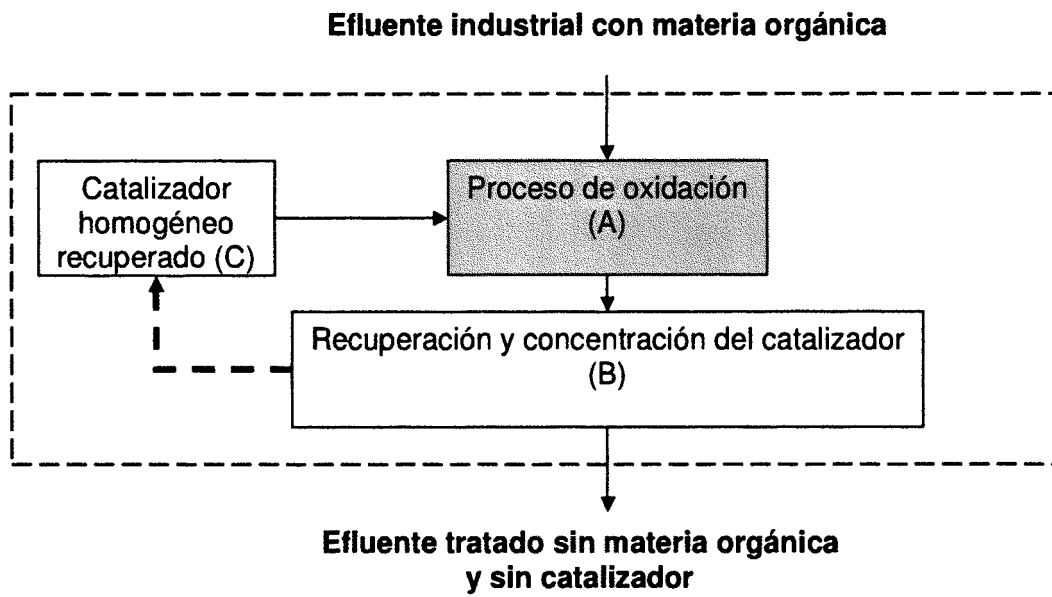 Efluente industrial con materia orgánica
Catalizador
homogéneo
recuperado (C)
Proceso de oxidación
(A)
Recuperación y concentración del catalizador
(B)
Efluente tratado sin materia orgánica
y sin catalizador